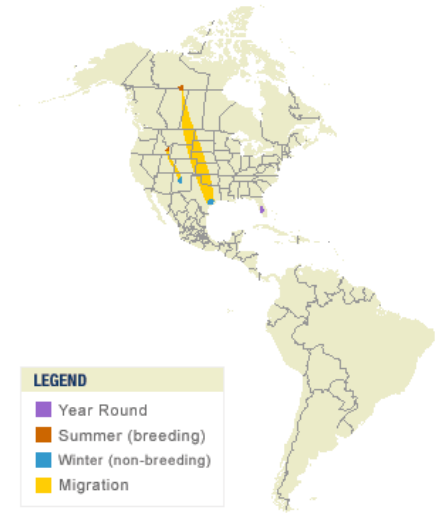 LEGEND
Year Round
Summer (breeding)
Winter (non-breeding)
Migration